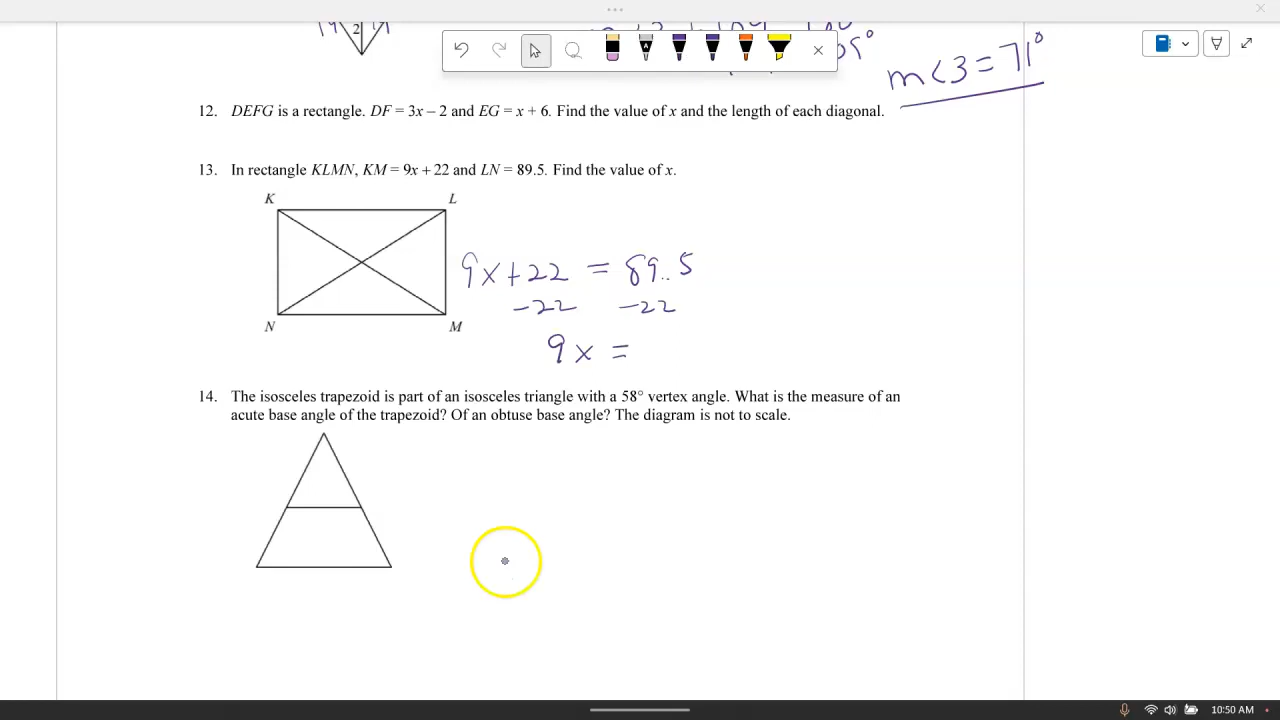 2
m<3 = 71°
12. DEFG is a rectangle. DF = 3x – 2 and EG = x + 6. Find the value of x and the length of each diagonal.
13. In rectangle KLMN, KM = 9x + 22 and LN = 89.5. Find the value of x.
K L
N M
9x+22 = 89.5
-22 -22
9x =
14. The isosceles trapezoid is part of an isosceles triangle with a 58° vertex angle. What is the measure of an
acute base angle of the trapezoid? Of an obtuse base angle? The diagram is not to scale.
10:50 AM